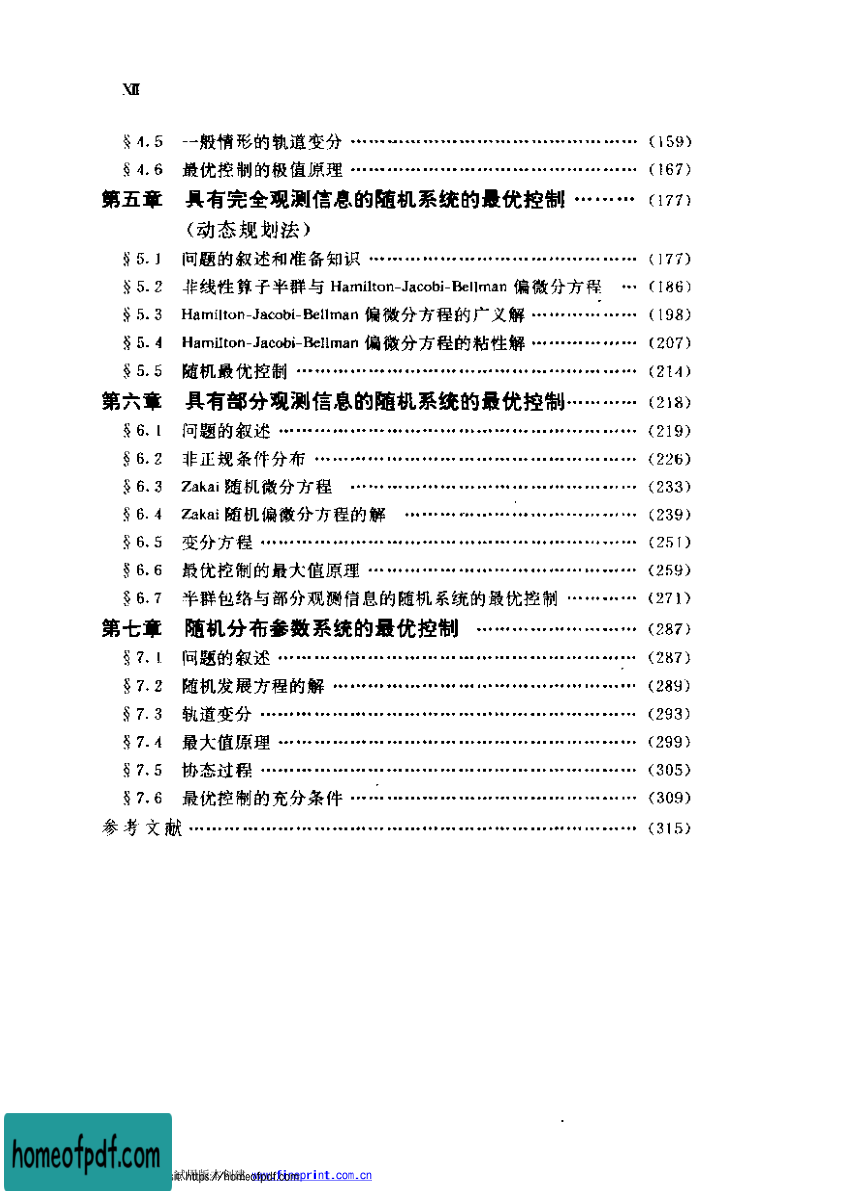 XIII
§4.5 一般情形的轨道变分 ……………………………… (159)
§4.6 最优控制的极值原理 ……………………………… (167)
第五章 具有完全观测信息的随机系统的最优控制 ……… (177)
(动态规划法)
§5.1 问题的叙述和准备知识 ……………………………… (177)
§5.2 非线性算子半群与 Hamilton-Jacobi-Bellman 偏微分方程 … (186)
§5.3 Hamilton-Jacobi-Bellman 偏微分方程的广义解 ……………… (198)
§5.4 Hamilton-Jacobi-Bellman 偏微分方程的粘性解 ……………… (207)
§5.5 随机最优控制 ……………………………… (214)
第六章 具有部分观测信息的随机系统的最优控制 ……… (218)
§6.1 问题的叙述 ……………………………… (219)
§6.2 非正规条件分布 ……………………………… (226)
§6.3 Zakai 随机微分方程 ……………………………… (233)
§6.4 Zakai 随机偏微分方程的解 ……………………………… (239)
§6.5 变分方程 ……………………………… (251)
§6.6 最优控制的最大值原理 ……………………………… (259)
§6.7 半群包络与部分观测信息的随机系统的最优控制 ………… (271)
第七章 随机分布参数系统的最优控制 ……………………… (287)
§7.1 问题的叙述 ……………………………… (287)
§7.2 随机发展方程的解 ……………………………… (289)
§7.3 轨道变分 ……………………………… (293)
§7.4 最大值原理 ……………………………… (299)
§7.5 协态过程 ……………………………… (305)
§7.6 最优控制的充分条件 ……………………………… (309)
参考文献 ……………………………… (315)
homeofpdf.com
https://homeofpdf.com
www.fineprint.com.cn